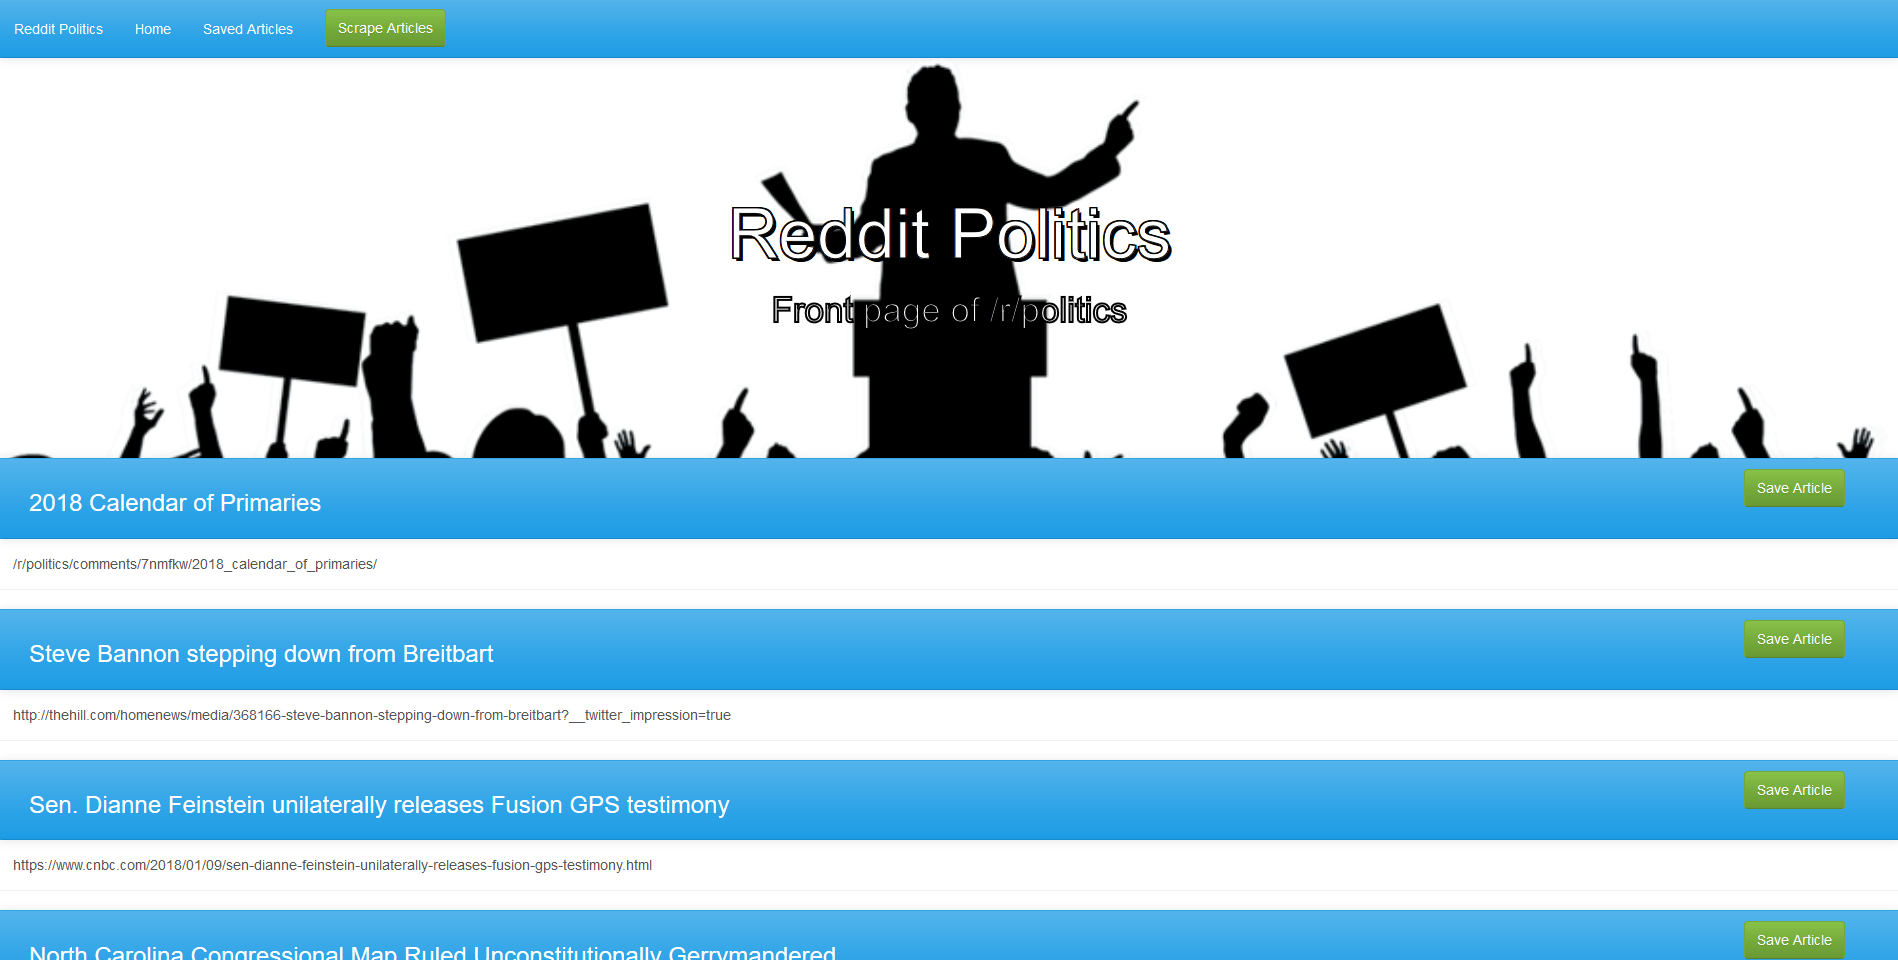 Reddit Politics Home Saved Articles Scrape Articles
Reddit Politics
Front page of /r/politics
2018 Calendar of Primaries Save Article
/r/politics/comments/7nmfkw/2018_calendar_of_primaries/
Steve Bannon stepping down from Breitbart Save Article
http://thehill.com/homenews/media/368166-steve-bannon-stepping-down-from-breitbart?__twitter_impression=true
Sen. Dianne Feinstein unilaterally releases Fusion GPS testimony Save Article
https://www.cnbc.com/2018/01/09/sen-dianne-feinstein-unilaterally-releases-fusion-gps-testimony.html
North Carolina Congressional Map Ruled Unconstitutionally Gerrymandered Save Article